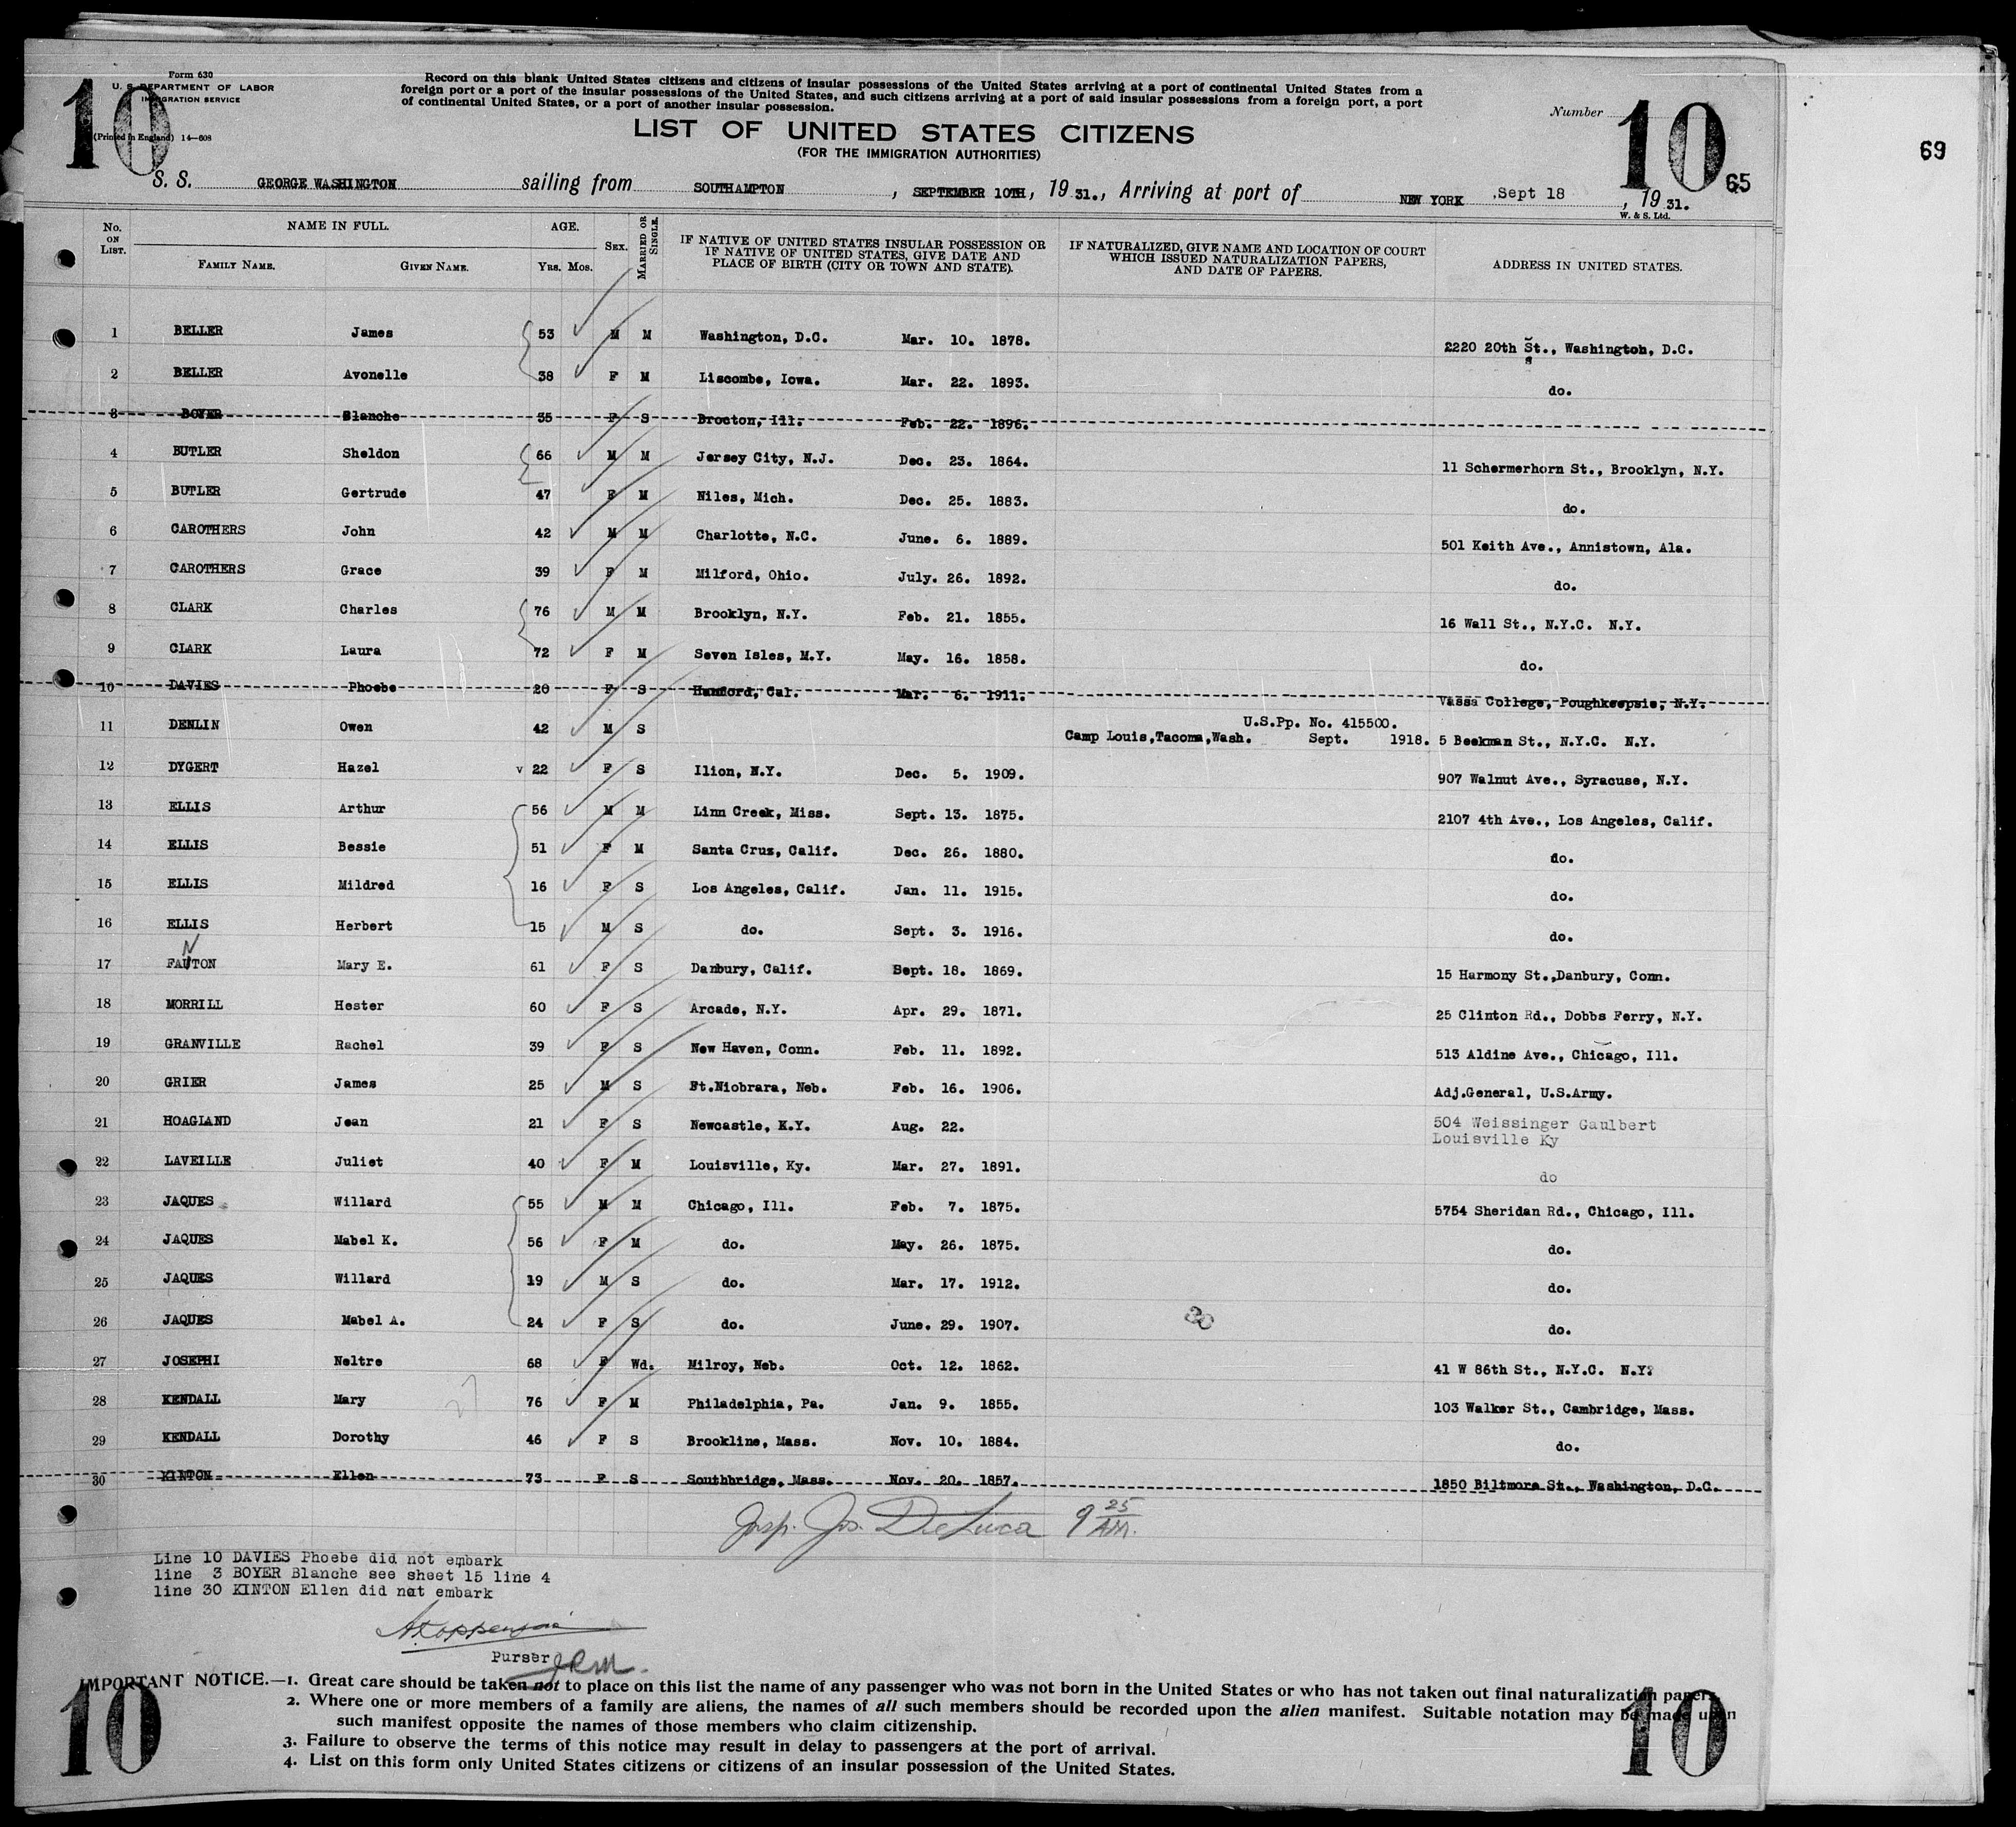 Form 630
U. S. DEPARTMENT OF LABOR
IMMIGRATION SERVICE
(Printed in England) 14—608
10
Record on this blank United States citizens and citizens of insular possessions of the United States arriving at a port of continental United States from a
foreign port or a port of the insular possessions of the United States, and such citizens arriving at a port of said insular possessions from a foreign port, a port
of continental United States, or a port of another insular possession.
Number
10
69
65
LIST OF UNITED STATES CITIZENS
(FOR THE IMMIGRATION AUTHORITIES)
S. S. GEORGE WASHINGTON sailing from SOUTHAMPTON, SEPTEMBER 10TH, 1931., Arriving at port of NEW YORK .Sept 18, 1931.
W. & S. Ltd.
No. ON LIST. NAME IN FULL. FAMILY NAME. GIVEN NAME. AGE. YRS. MOS. SEX. MARRIED OR SINGLE. IF NATIVE OF UNITED STATES INSULAR POSSESSION OR IF NATIVE OF UNITED STATES, GIVE DATE AND PLACE OF BIRTH (CITY OR TOWN AND STATE). IF NATURALIZED, GIVE NAME AND LOCATION OF COURT WHICH ISSUED NATURALIZATION PAPERS, AND DATE OF PAPERS. ADDRESS IN UNITED STATES.
1 BELLER James 53 M M Washington, D.C. Mar. 10. 1878. 2220 20th St., Washington, D.C.
2 BELLER Avonelle 38 F M Liscombe, Iowa. Mar. 22. 1893. do.
3 BOYER Blanche 35 F S Brocton, Ill. Feb. 22. 1896.
4 BUTLER Sheldon 66 M M Jersey City, N.J. Dec. 23. 1864. 11 Schermerhorn St., Brooklyn, N.Y.
5 BUTLER Gertrude 47 F M Niles, Mich. Dec. 25. 1883. do.
6 CAROTHERS John 42 M M Charlotte, N.C. June. 6. 1889. 501 Keith Ave., Annistown, Ala.
7 CAROTHERS Grace 39 F M Milford, Ohio. July. 26. 1892. do.
8 CLARK Charles 76 M M Brooklyn, N.Y. Feb. 21. 1855. 16 Wall St., N.Y.C. N.Y.
9 CLARK Laura 72 F M Seven Isles, M.Y. May. 16. 1858. do.
10 DAVIES Phoebe 20 F S Hanford, Cal. Mar. 6. 1911. Vassa College, Poughkeepsie, N.Y.
11 DENLIN Owen 42 M S U.S.Pp. No. 415500.
Camp Louis,Tacoma,Wash. Sept. 1918. 5 Beekman St., N.Y.C. N.Y.
12 DYGERT Hazel v 22 F S Ilion, N.Y. Dec. 5. 1909. 907 Walnut Ave., Syracuse, N.Y.
13 ELLIS Arthur 56 M M Linn Creek, Miss. Sept. 13. 1875. 2107 4th Ave., Los Angeles, Calif.
14 ELLIS Bessie 51 F M Santa Cruz, Calif. Dec. 26. 1880. do.
15 ELLIS Mildred 16 F S Los Angeles, Calif. Jan. 11. 1915. do.
16 ELLIS Herbert 15 M S do. Sept. 3. 1916. do.
N
17 FAUTON Mary E. 61 F S Danbury, Calif. Sept. 18. 1869. 15 Harmony St.,Danbury, Conn.
18 MORRILL Hester 60 F S Arcade, N.Y. Apr. 29. 1871. 25 Clinton Rd., Dobbs Ferry, N.Y.
19 GRANVILLE Rachel 39 F S New Haven, Conn. Feb. 11. 1892. 513 Aldine Ave., Chicago, Ill.
20 GRIER James 25 M S Ft.Niobrara, Neb. Feb. 16. 1906. Adj.General, U.S.Army.
21 HOAGLAND Jean 21 F S Newcastle, K.Y. Aug. 22. 504 Weissinger Gaulbert
Louisville Ky
22 LAVEILLE Juliet 40 F M Louisville, Ky. Mar. 27. 1891. do
23 JAQUES Willard 55 M M Chicago, Ill. Feb. 7. 1875. 5754 Sheridan Rd., Chicago, Ill.
24 JAQUES Mabel K. 56 F M do. May. 26. 1875. do.
25 JAQUES Willard 19 M S do. Mar. 17. 1912. do.
26 JAQUES Mabel A. 24 F S do. June. 29. 1907. 30 do.
27 JOSEPHI Neltre 68 F Wd. Milroy, Neb. Oct. 12. 1862. 41 W 86th St., N.Y.C. N.Y.
28 KENDALL Mary 27 76 F M Philadelphia, Pa. Jan. 9. 1855. 103 Walker St., Cambridge, Mass.
29 KENDALL Dorothy 46 F S Brookline, Mass. Nov. 10. 1884. do.
30 KINTON Ellen 73 F S Southbridge, Mass. Nov. 20. 1857. 1850 Biltmore St., Washington, D.C.
Insp. Jos. De Luca 9 25 AM.
Line 10 DAVIES Phoebe did not embark
line 3 BOYER Blanche see sheet 15 line 4
line 30 KINTON Ellen did not embark
Purser
IMPORTANT NOTICE.—1. Great care should be taken not to place on this list the name of any passenger who was not born in the United States or who has not taken out final naturalization papers.
2. Where one or more members of a family are aliens, the names of all such members should be recorded upon the alien manifest. Suitable notation may be made upon
such manifest opposite the names of those members who claim citizenship.
3. Failure to observe the terms of this notice may result in delay to passengers at the port of arrival.
4. List on this form only United States citizens or citizens of an insular possession of the United States.
10
10